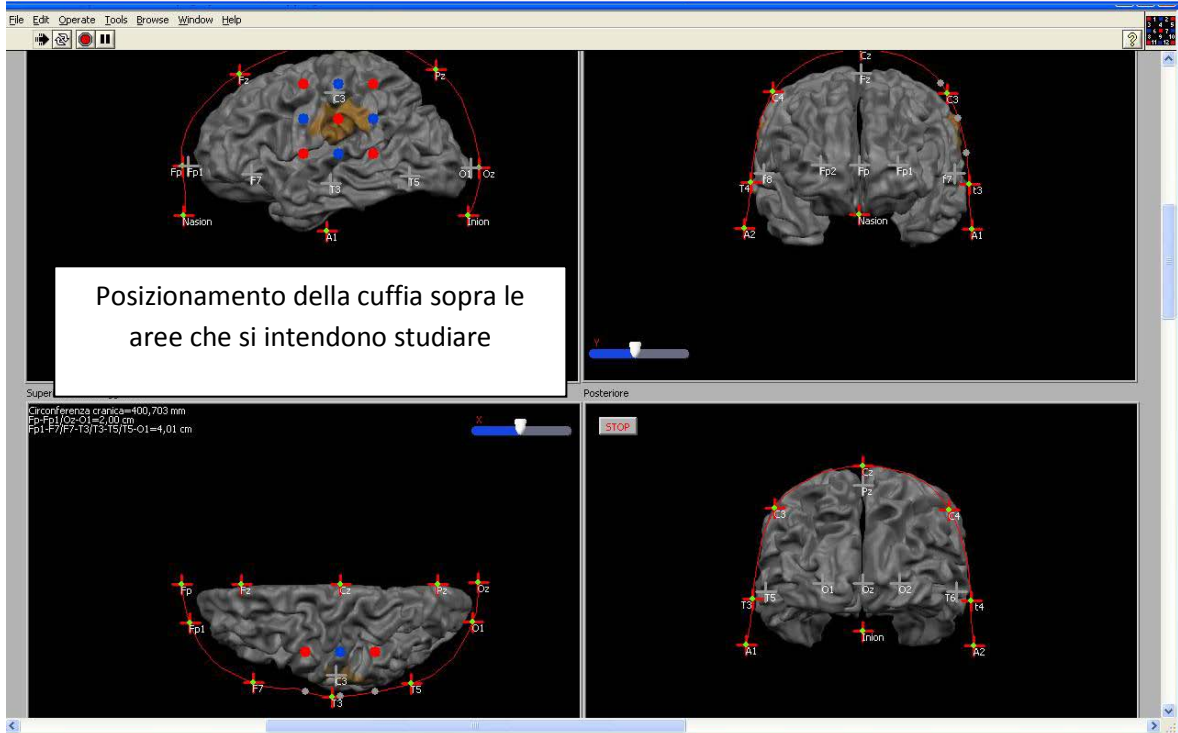 File Edit Operate Tools Browse Window Help
?
Fz
C3
Pz
Fp
Fp1
F7
T3
T5
O1
Oz
Nasion
A1
Inion
Cz
Fz
C4
C3
f8
Fp2
Fp
Fp1
f7
T4
t3
A2
Nasion
A1
Posizionamento della cuffia sopra le
aree che si intendono studiare
Y
Super
Posteriore
Circonferenza cranica=400,703 mm
Fp-Fp1/Oz-O1=2,00 cm
Fp1-F7/F7-T3/T3-T5/T5-O1=4,01 cm
X
STOP
Fp
Fz
Cz
Pz
Oz
Fp1
O1
C3
F7
T5
T3
Cz
Pz
C3
C4
T5
O1
Oz
O2
T6
T3
t4
Inion
A1
A2